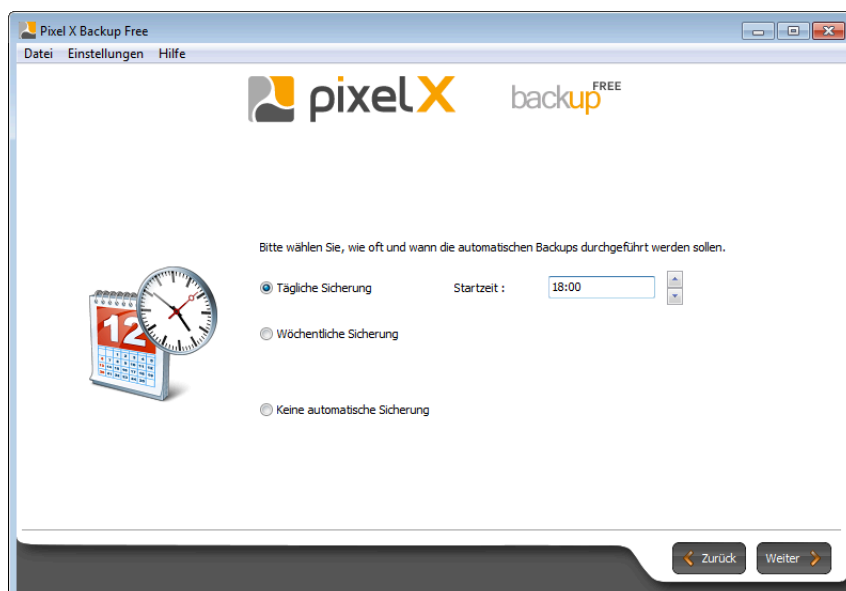 Pixel X Backup Free
Datei Einstellungen Hilfe
pixelX backup FREE
Bitte wählen Sie, wie oft und wann die automatischen Backups durchgeführt werden sollen.
Tägliche Sicherung Startzeit : 18:00
Wöchentliche Sicherung
12
Keine automatische Sicherung
Zurück Weiter